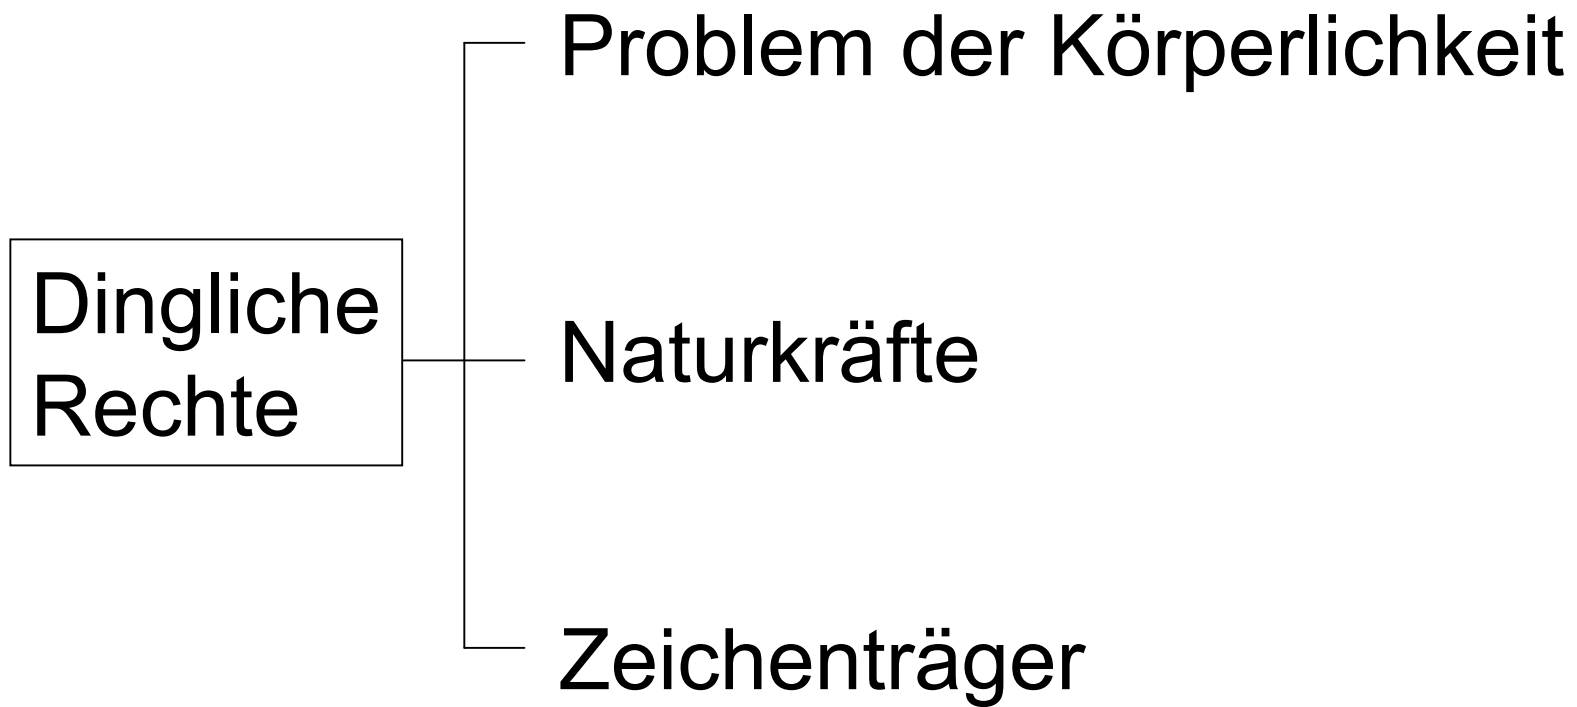 Problem der Körperlichkeit
Dingliche
Rechte
Naturkräfte
Zeichenträger